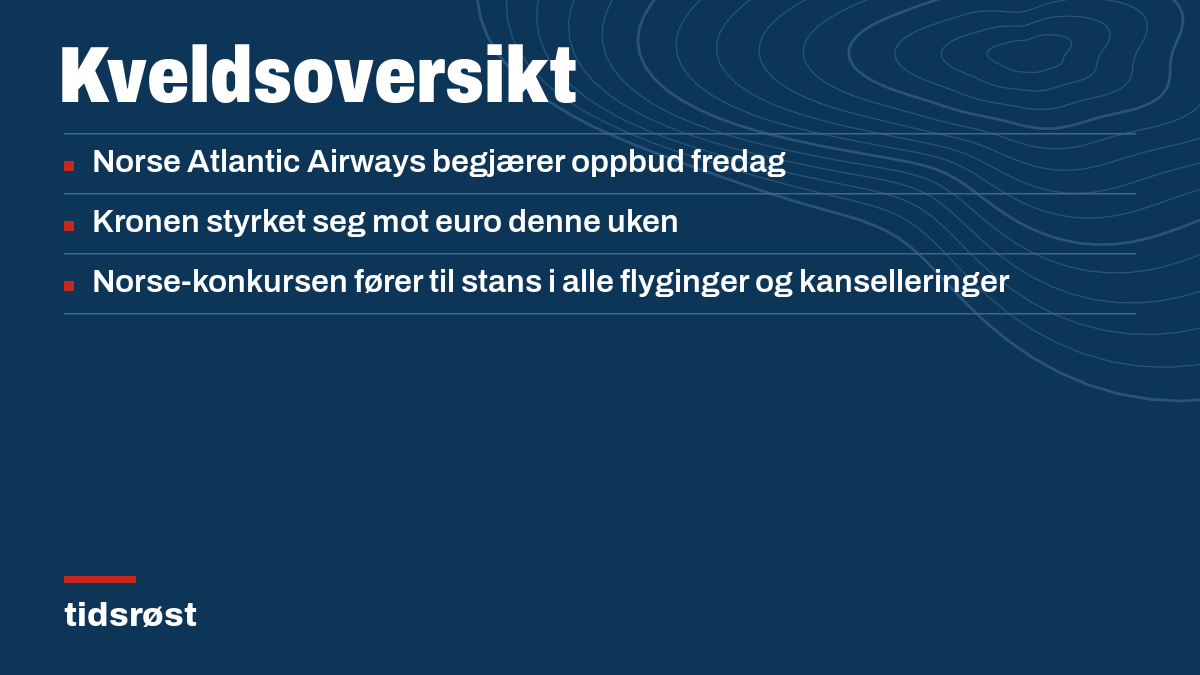 Kveldsoversikt
Norse Atlantic Airways begjærer oppbud fredag
Kronen styrket seg mot euro denne uken
Norse-konkursen fører til stans i alle flyginger og kanselleringer
tidsrøst